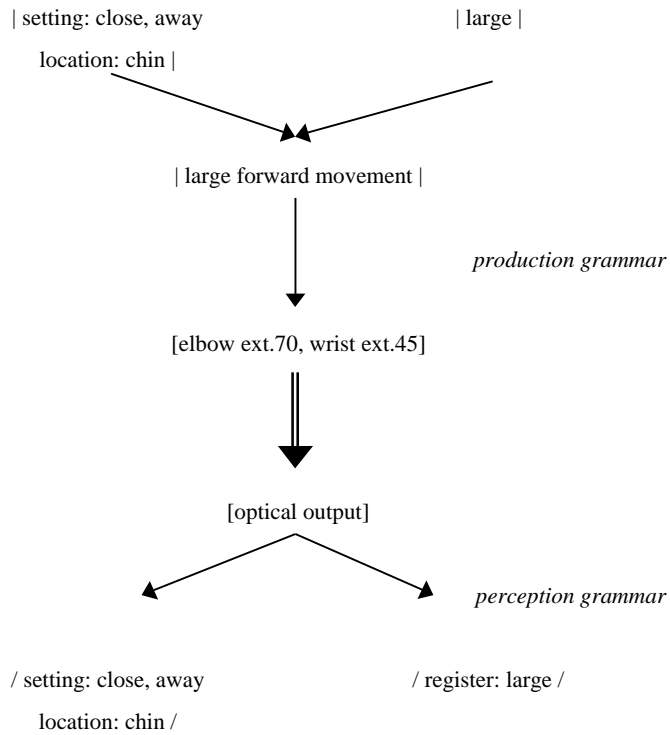 | setting: close, away | large |
location: chin |
| large forward movement |
production grammar
[elbow ext.70, wrist ext.45]
[optical output]
perception grammar
/ setting: close, away / register: large /
location: chin /